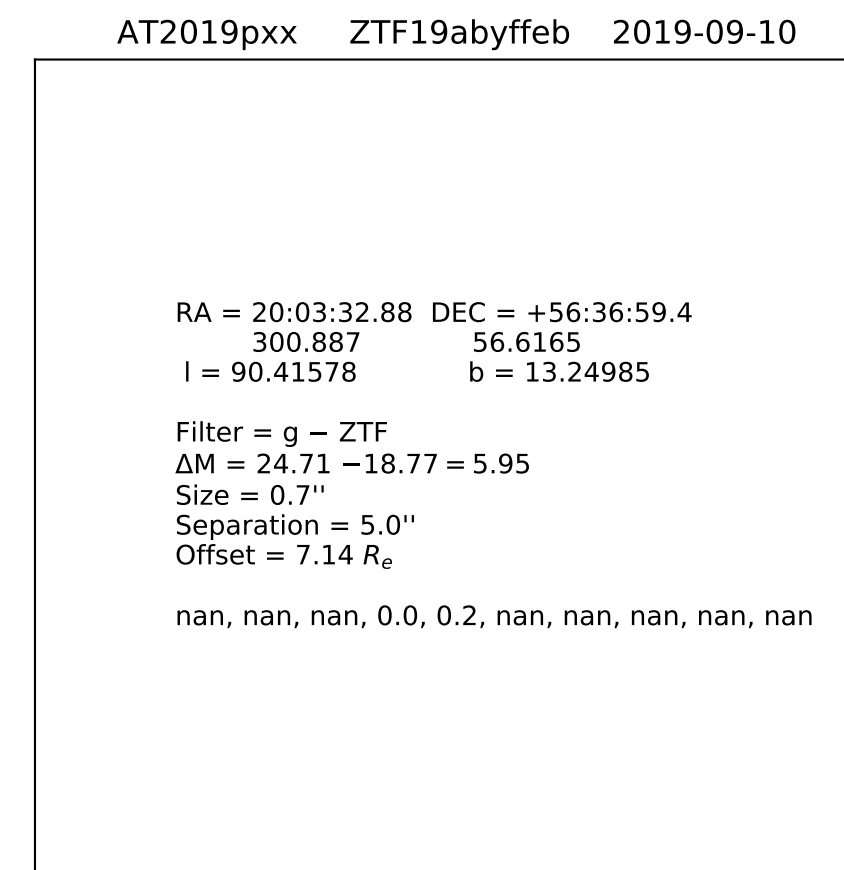 AT2019pxx ZTF19abyffeb 2019-09-10
RA = 20:03:32.88 DEC = +56:36:59.4
300.887 56.6165
l = 90.41578 b = 13.24985
Filter = g − ZTF
ΔM = 24.71 −18.77 = 5.95
Size = 0.7''
Separation = 5.0''
Offset = 7.14 Rₑ
nan, nan, nan, 0.0, 0.2, nan, nan, nan, nan, nan